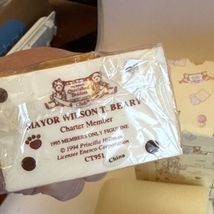 MAYOR WILSON T. BEARY
Charter Member
1995 MEMBERS ONLY FIGURINE
© 1994 Priscilla Hillman
Licensee Enesco Corporation
CT951
China